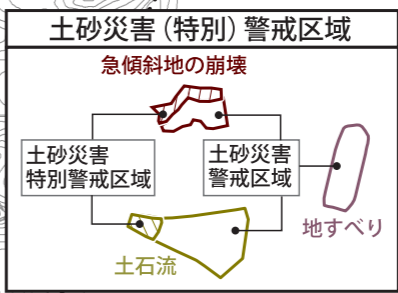 土砂災害（特別）警戒区域
急傾斜地の崩壊
土砂災害
特別警戒区域
土砂災害
警戒区域
地すべり
土石流